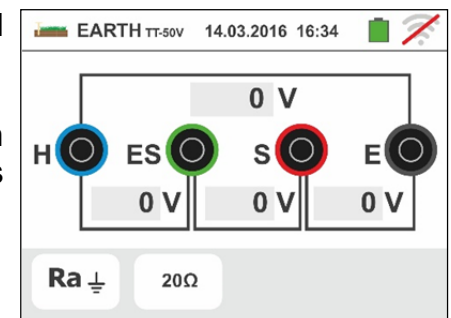 EARTH TT-50V 14.03.2016 16:34
0 V
H ES S E
0 V 0 V 0 V
Ra 20Ω